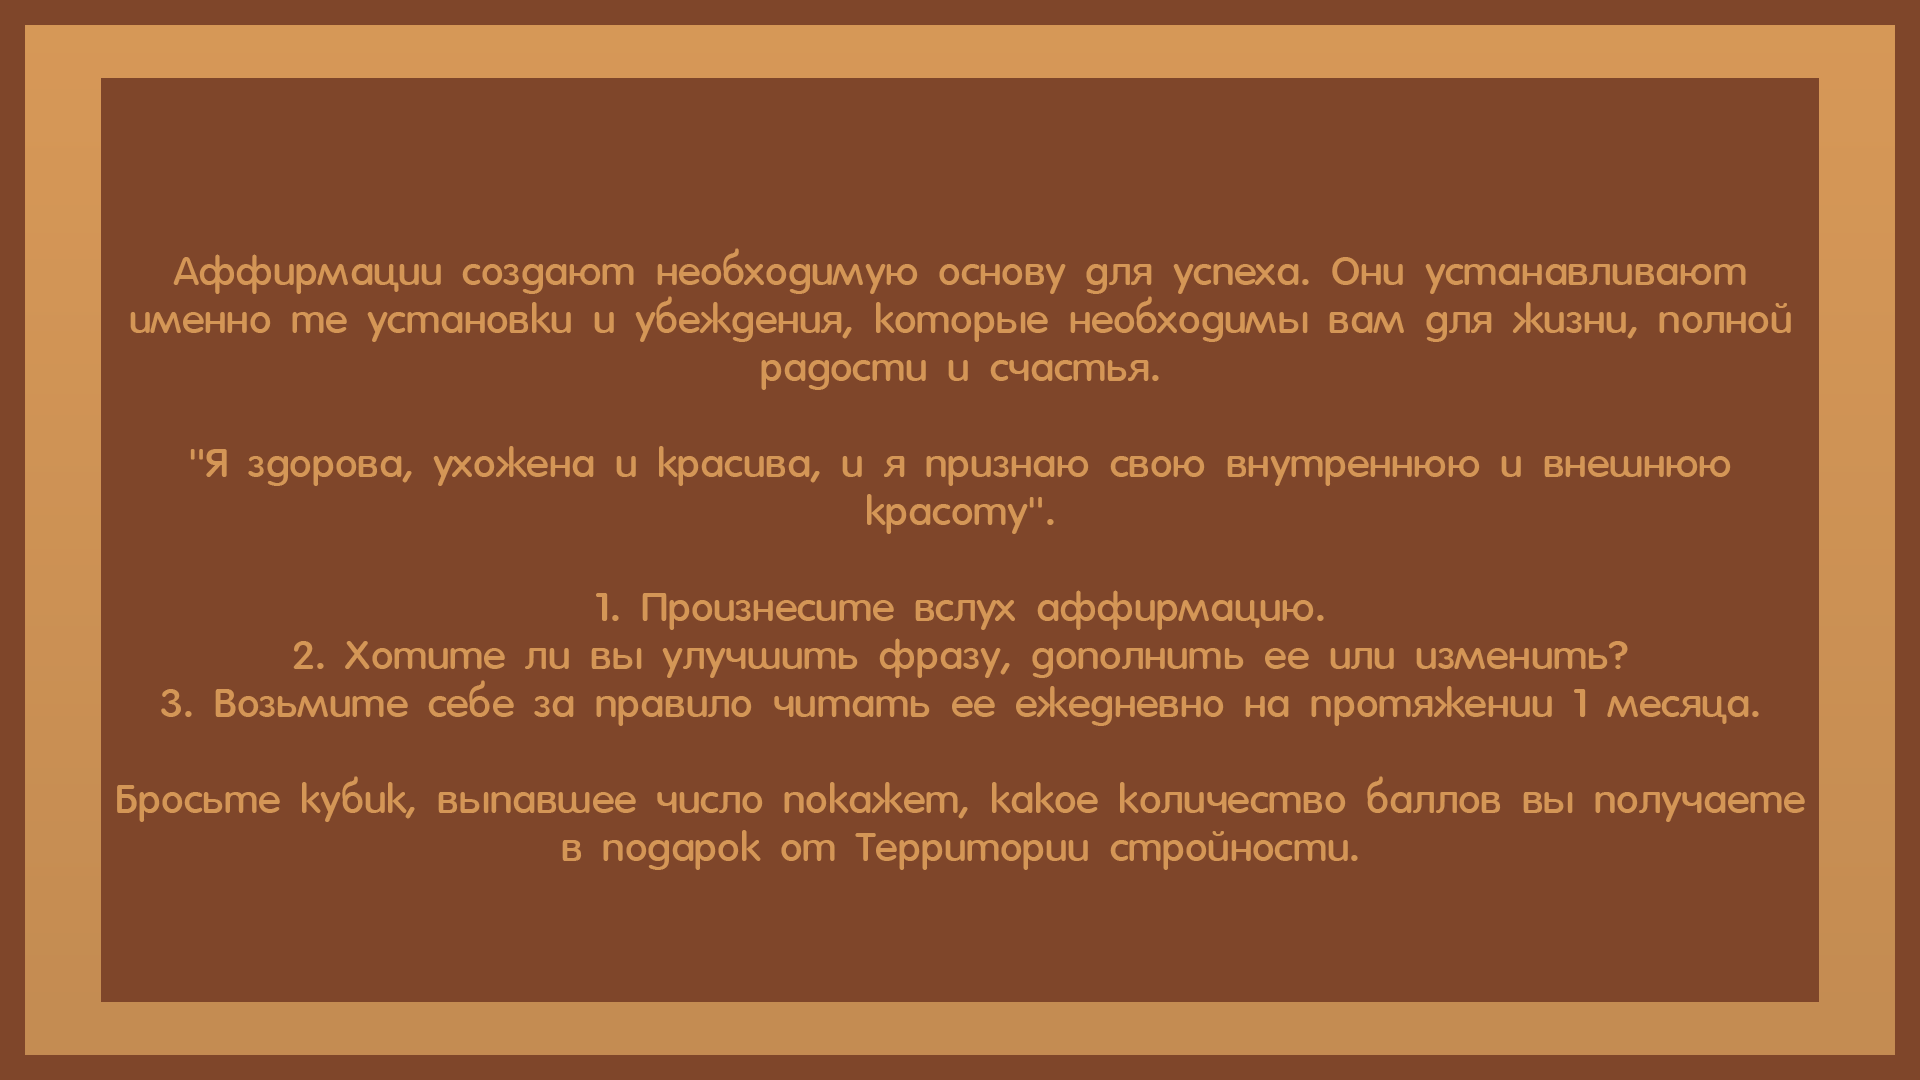 Аффирмации создают необходимую основу для успеха. Они устанавливают
именно те установки и убеждения, которые необходимы вам для жизни, полной
радости и счастья.
"Я здорова, ухожена и красива, и я признаю свою внутреннюю и внешнюю
красоту".
1. Произнесите вслух аффирмацию.
2. Хотите ли вы улучшить фразу, дополнить ее или изменить?
3. Возьмите себе за правило читать ее ежедневно на протяжении 1 месяца.
Бросьте кубик, выпавшее число покажет, какое количество баллов вы получаете
в подарок от Территории стройности.